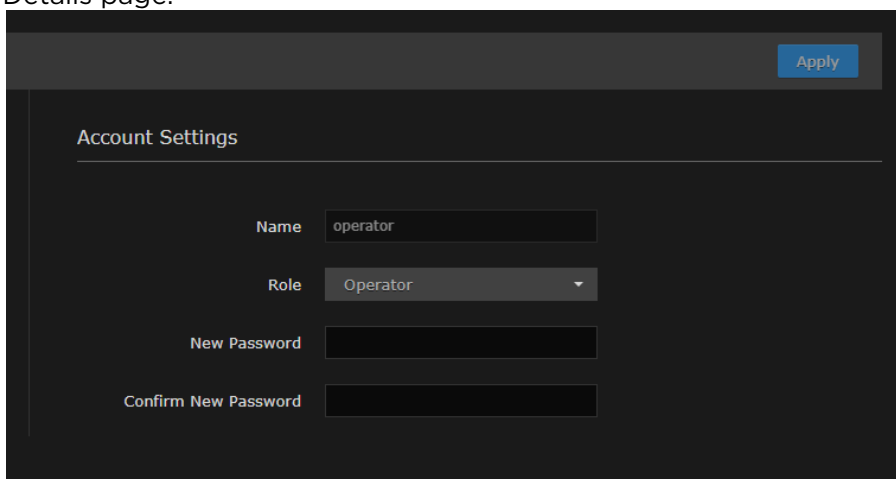 Details page.
Apply
Account Settings
Name operator
Role Operator
New Password
Confirm New Password